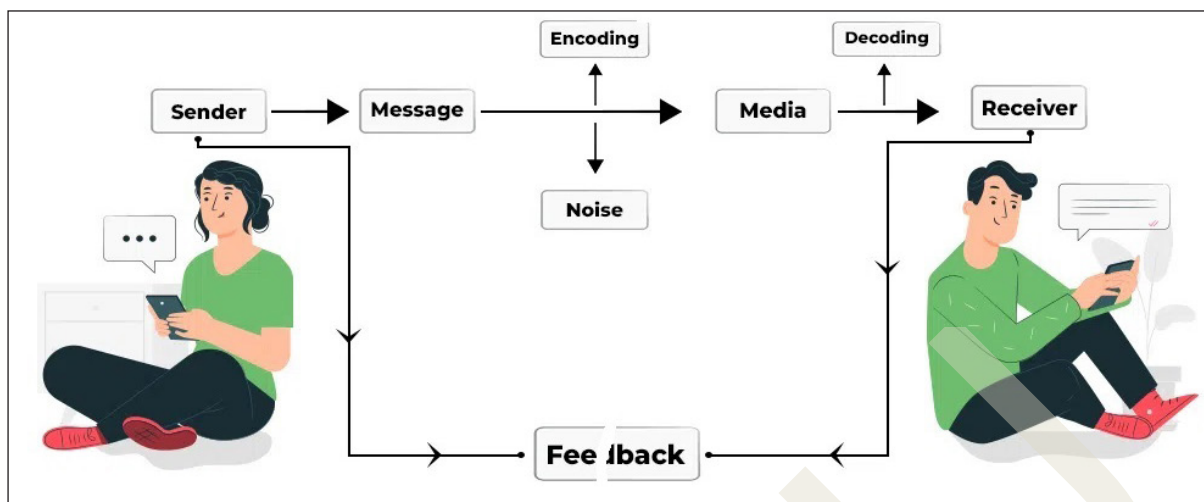 Encoding
Decoding
Sender
Message
Media
Receiver
Noise
Feedback